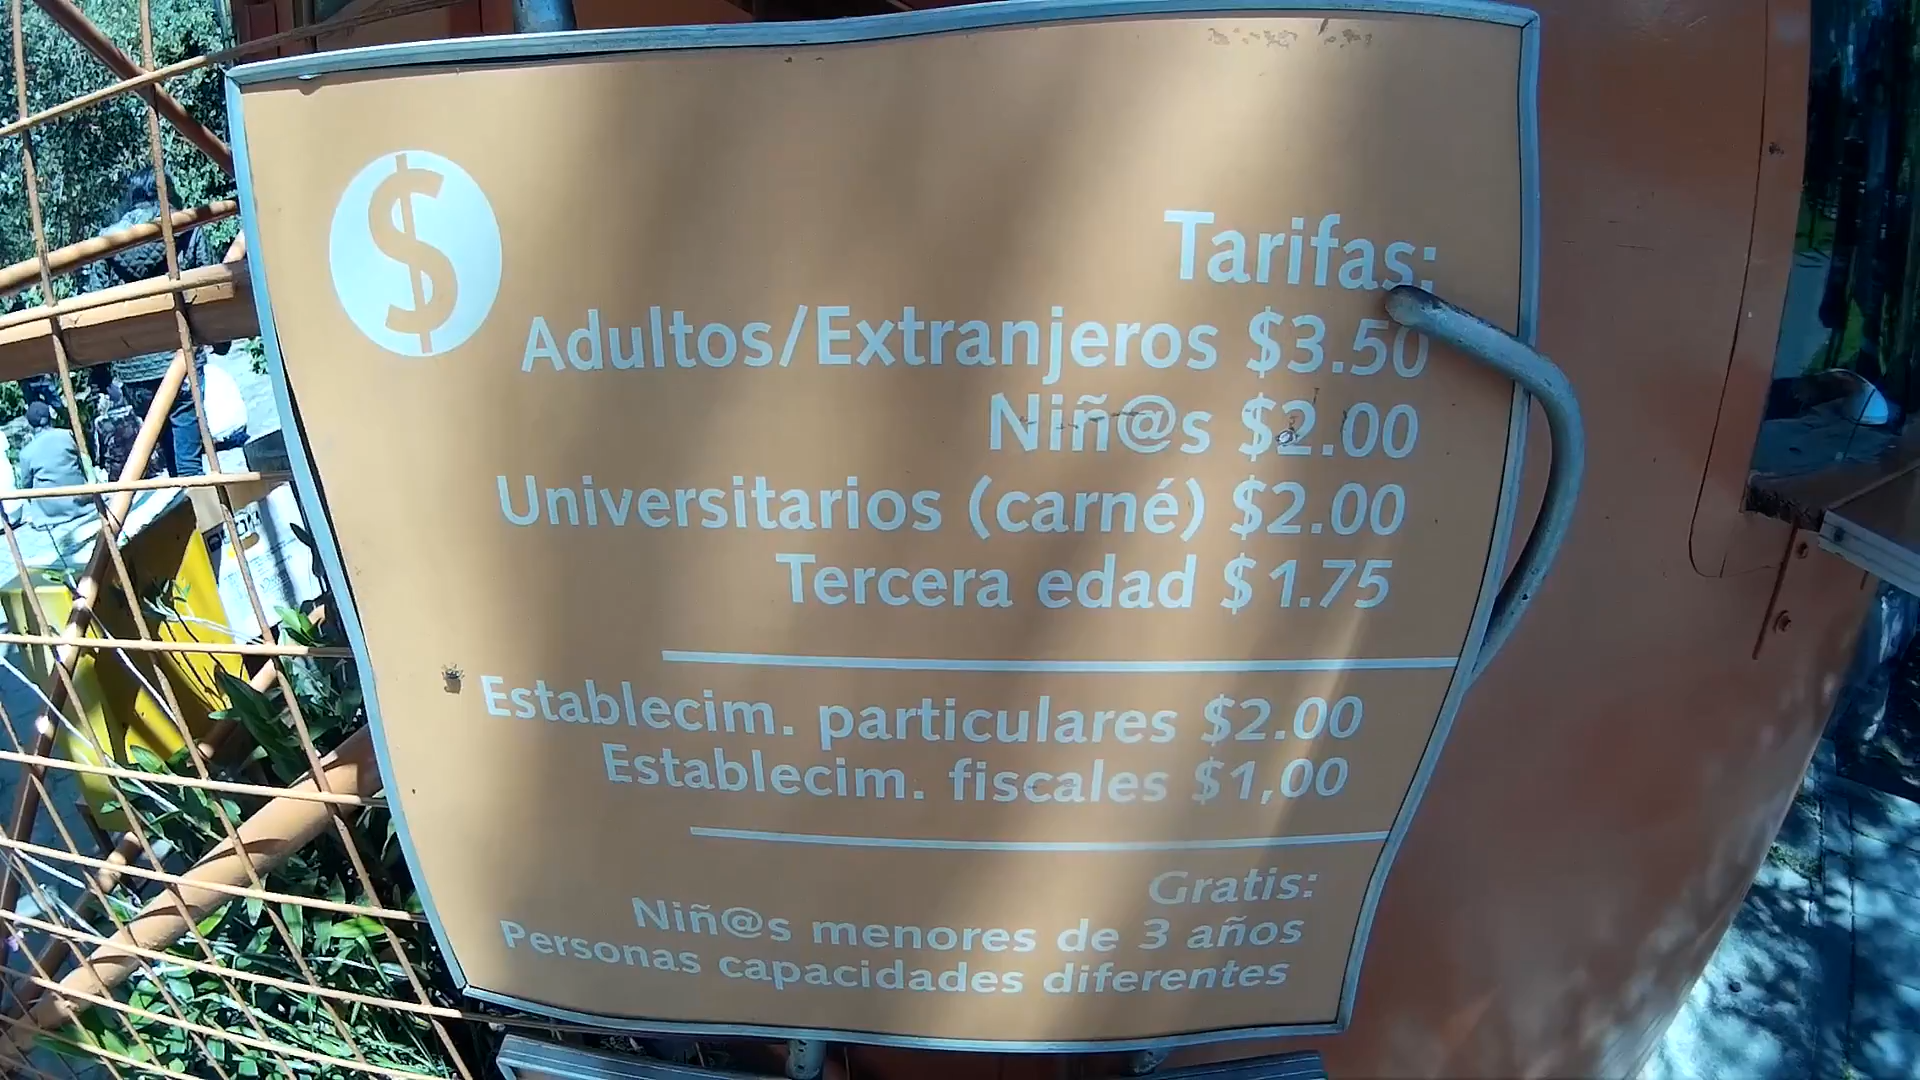 $
Tarifas:
Adultos/Extranjeros $3.50
Niñ@s $2.00
Universitarios (carné) $2.00
Tercera edad $1.75
Establecim. particulares $2.00
Establecim. fiscales $1,00
Gratis:
Niñ@s menores de 3 años
Personas capacidades diferentes